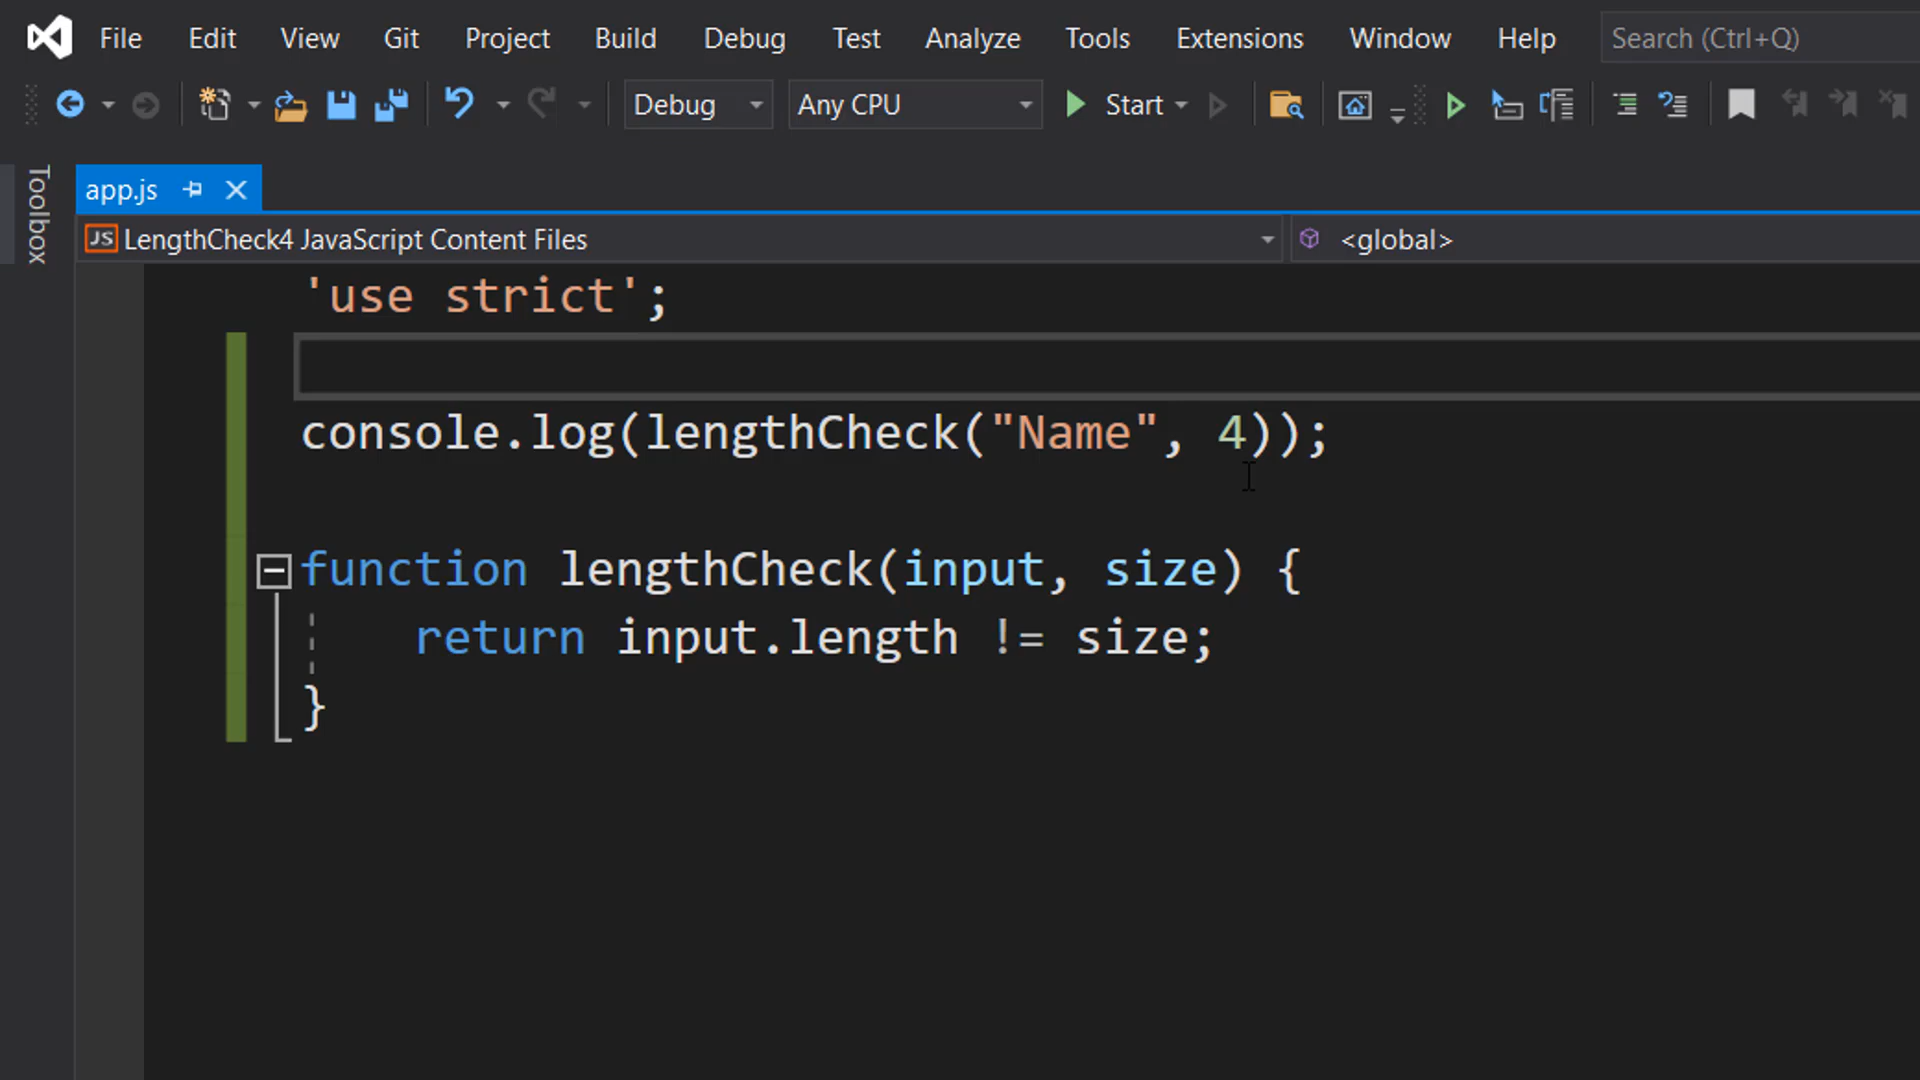 File Edit View Git Project Build Debug Test Analyze Tools Extensions Window Help Search (Ctrl+Q)
Debug Any CPU Start
Toolbox
app.js
JS LengthCheck4 JavaScript Content Files <global>
'use strict';
console.log(lengthCheck("Name", 4));
function lengthCheck(input, size) {
return input.length != size;
}